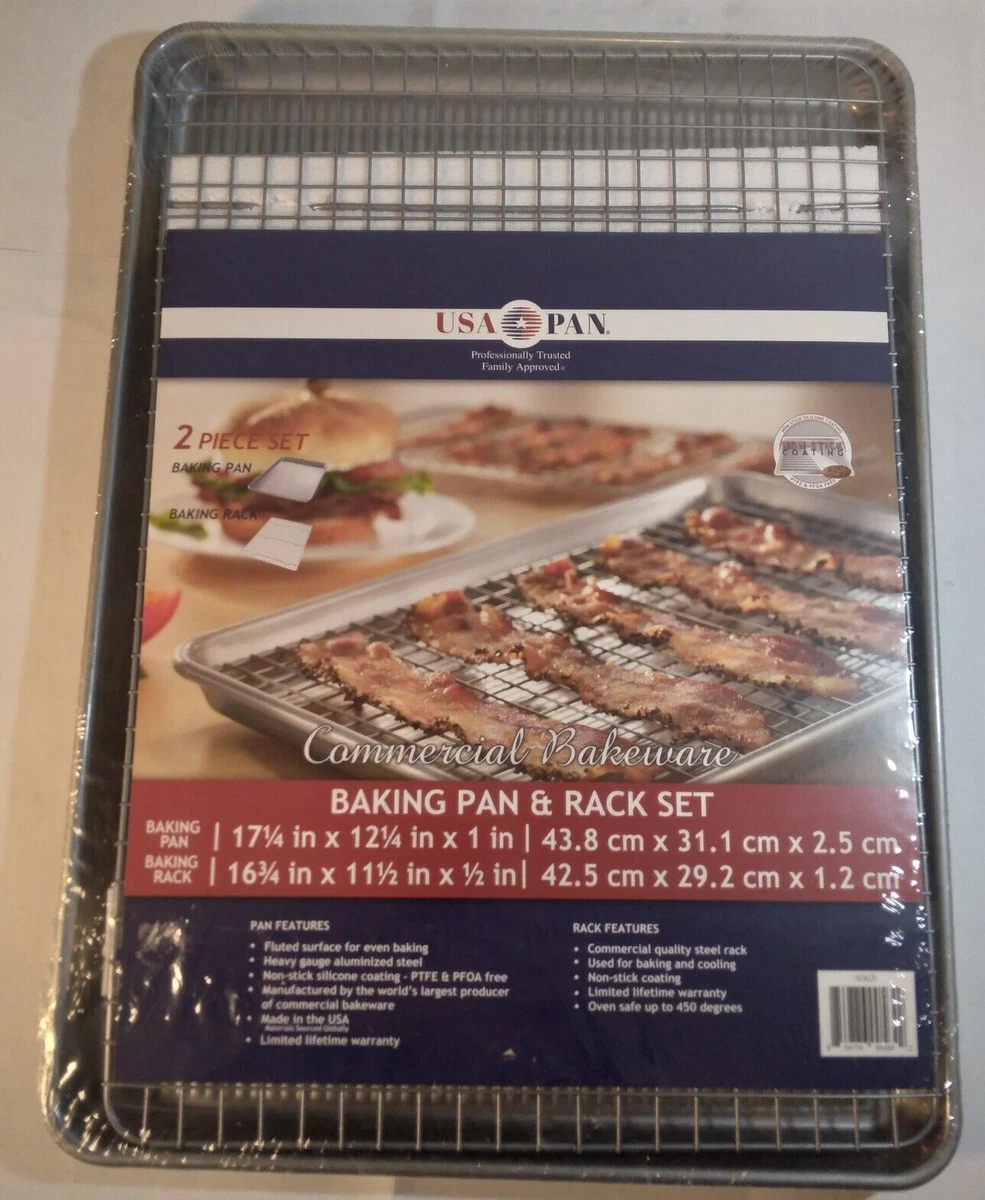 USA PAN®
Professionally Trusted
Family Approved®
2 PIECE SET
BAKING PAN
BAKING RACK
NON-STICK
COATING
PTFE & PFOA FREE
Commercial Bakeware
BAKING PAN & RACK SET
BAKING PAN | 17¼ in x 12¼ in x 1 in | 43.8 cm x 31.1 cm x 2.5 cm
BAKING RACK | 16¾ in x 11½ in x ½ in | 42.5 cm x 29.2 cm x 1.2 cm
PAN FEATURES
• Fluted surface for even baking
• Heavy gauge aluminized steel
• Non-stick silicone coating - PTFE & PFOA free
• Manufactured by the world's largest producer
of commercial bakeware
• Made in the USA
Materials Sourced Globally
• Limited lifetime warranty
RACK FEATURES
• Commercial quality steel rack
• Used for baking and cooling
• Non-stick coating
• Limited lifetime warranty
• Oven safe up to 450 degrees